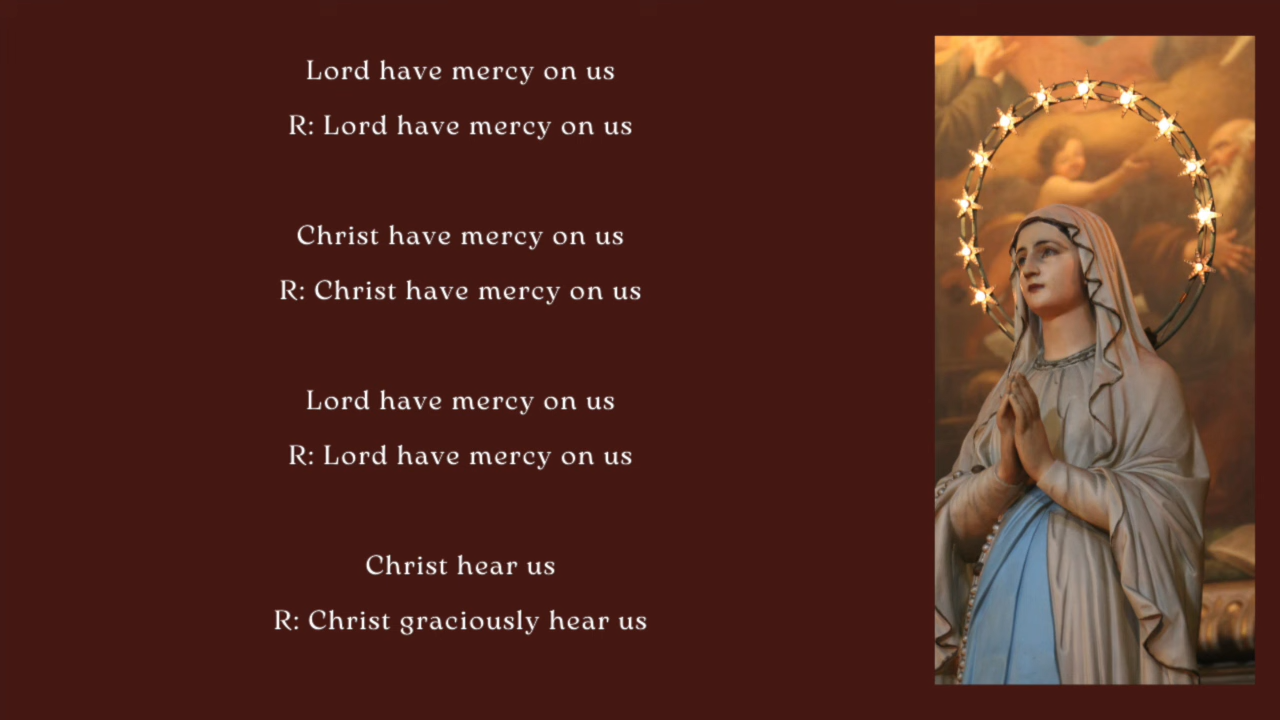 Lord have mercy on us
R: Lord have mercy on us
Christ have mercy on us
R: Christ have mercy on us
Lord have mercy on us
R: Lord have mercy on us
Christ hear us
R: Christ graciously hear us